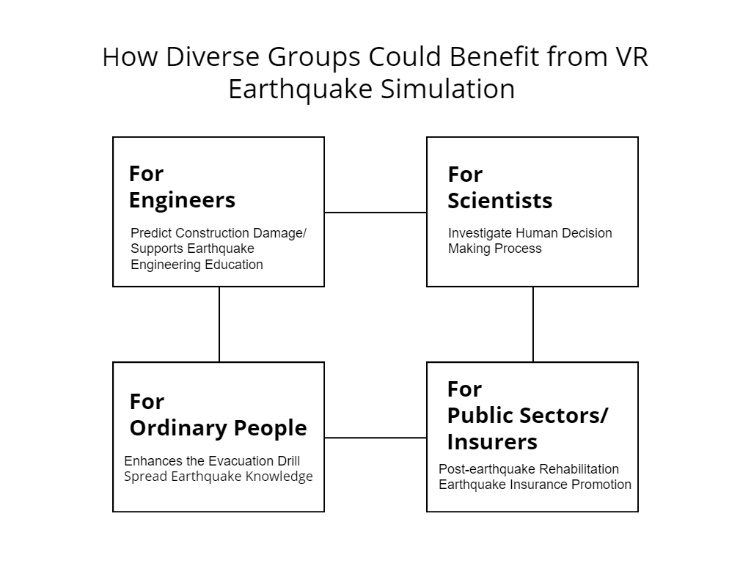 How Diverse Groups Could Benefit from VR
Earthquake Simulation
For
Engineers
Predict Construction Damage/
Supports Earthquake
Engineering Education
For
Scientists
Investigate Human Decision
Making Process
For
Ordinary People
Enhances the Evacuation Drill
Spread Earthquake Knowledge
For
Public Sectors/
Insurers
Post-earthquake Rehabilitation
Earthquake Insurance Promotion